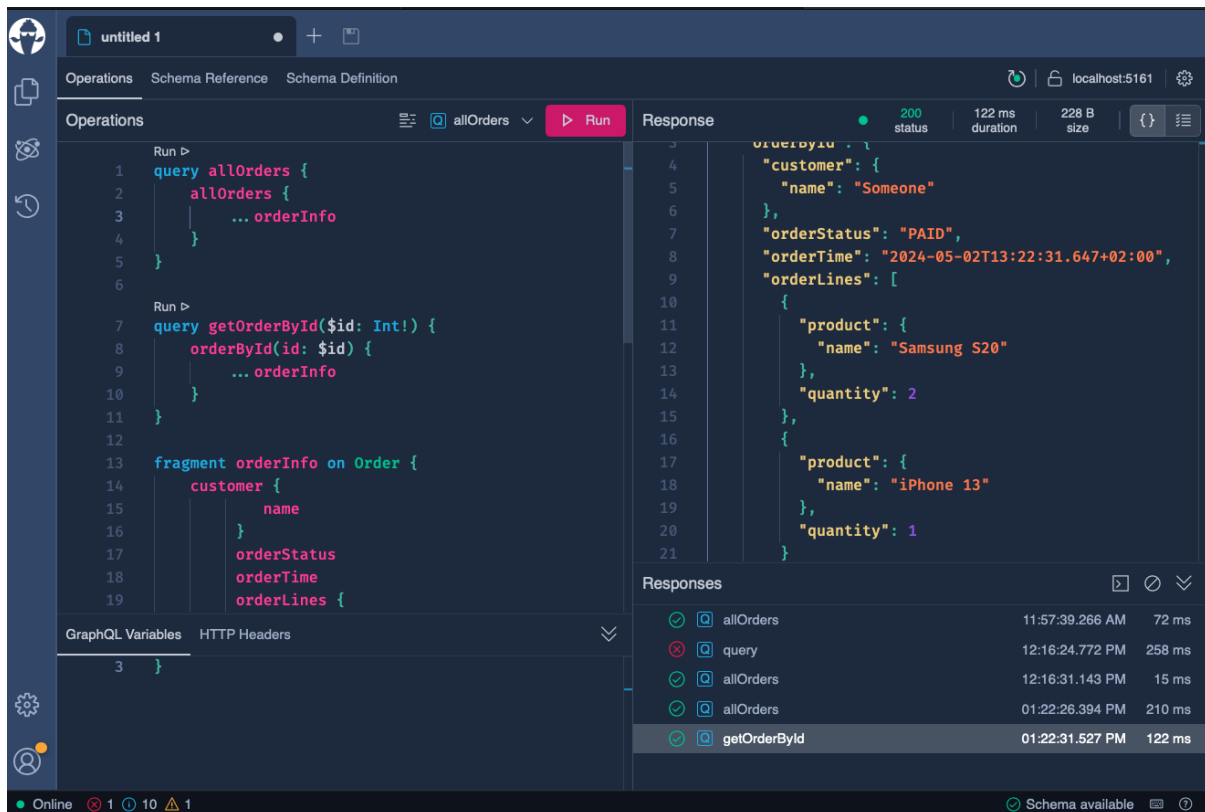 untitled 1
Operations Schema Reference Schema Definition
localhost:5161
Operations
allOrders
Run
Run
1 query allOrders {
2 allOrders {
3 ...orderInfo
4 }
5 }
6
Run
7 query getOrderById($id: Int!) {
8 orderById(id: $id) {
9 ...orderInfo
10 }
11 }
12
13 fragment orderInfo on Order {
14 customer {
15 name
16 }
17 orderStatus
18 orderTime
19 orderLines {
GraphQL Variables HTTP Headers
3 }
Response
200 status
122 ms duration
228 B size
{}
3 "orderById": {
4 "customer": {
5 "name": "Someone"
6 },
7 "orderStatus": "PAID",
8 "orderTime": "2024-05-02T13:22:31.647+02:00",
9 "orderLines": [
10 {
11 "product": {
12 "name": "Samsung S20"
13 },
14 "quantity": 2
15 },
16 {
17 "product": {
18 "name": "iPhone 13"
19 },
20 "quantity": 1
21 }
Responses
Q allOrders 11:57:39.266 AM 72 ms
Q query 12:16:24.772 PM 258 ms
Q allOrders 12:16:31.143 PM 15 ms
Q allOrders 01:22:26.394 PM 210 ms
Q getOrderById 01:22:31.527 PM 122 ms
Online 1 10 1
Schema available